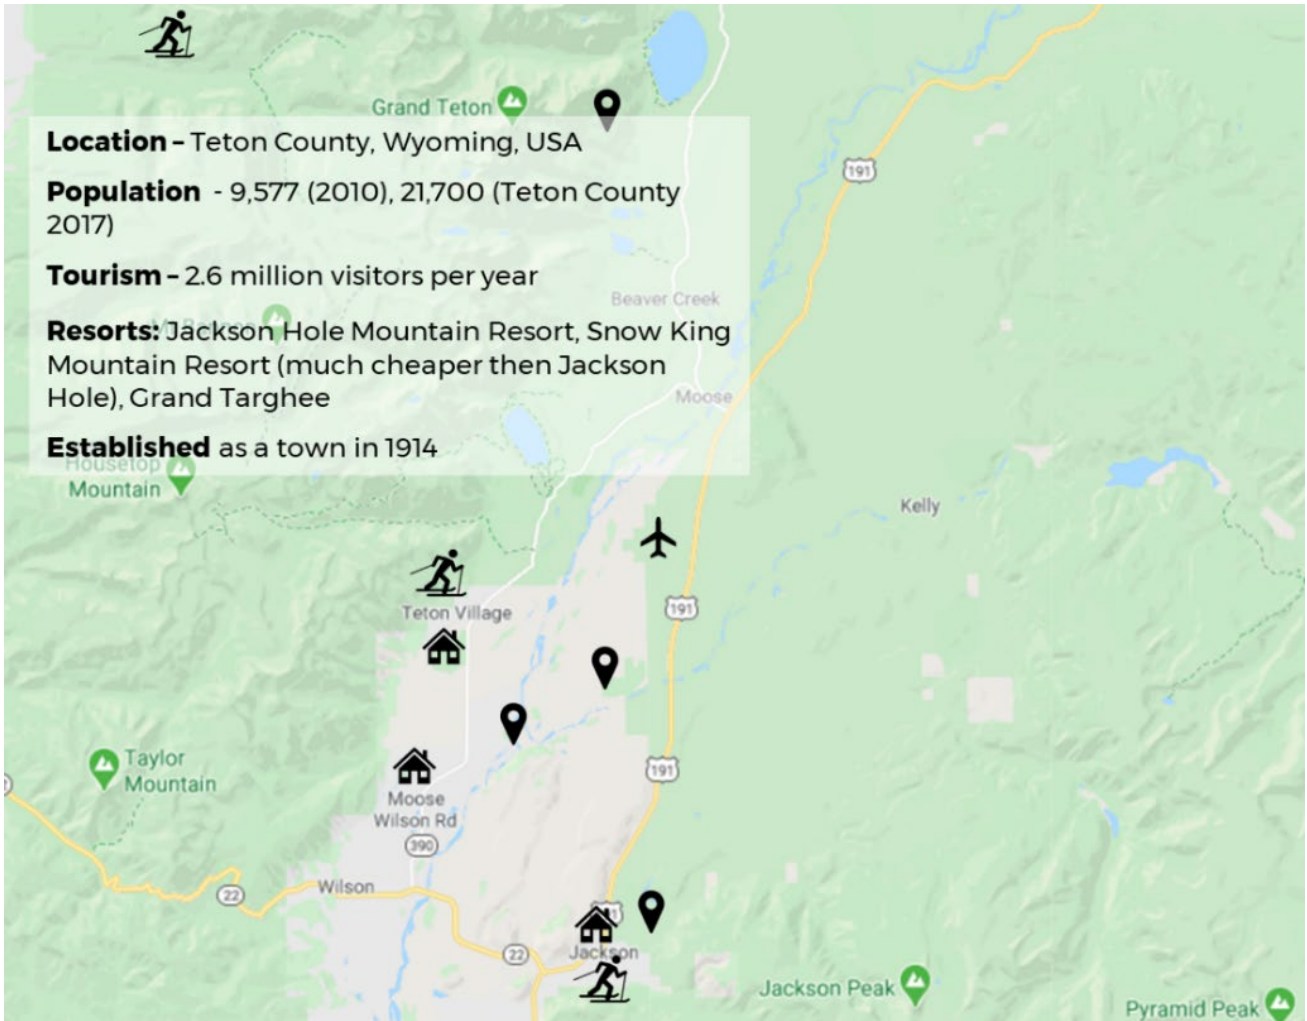 Grand Teton
Location – Teton County, Wyoming, USA
Population - 9,577 (2010), 21,700 (Teton County
2017)
Tourism – 2.6 million visitors per year
Resorts: Jackson Hole Mountain Resort, Snow King
Mountain Resort (much cheaper then Jackson
Hole), Grand Targhee
Established as a town in 1914
191
Beaver Creek
Moose
Housetop
Mountain
Kelly
Teton Village
191
Taylor
Mountain
191
Moose
Wilson Rd
390
Wilson
22
22
Jackson
Jackson Peak
Pyramid Peak